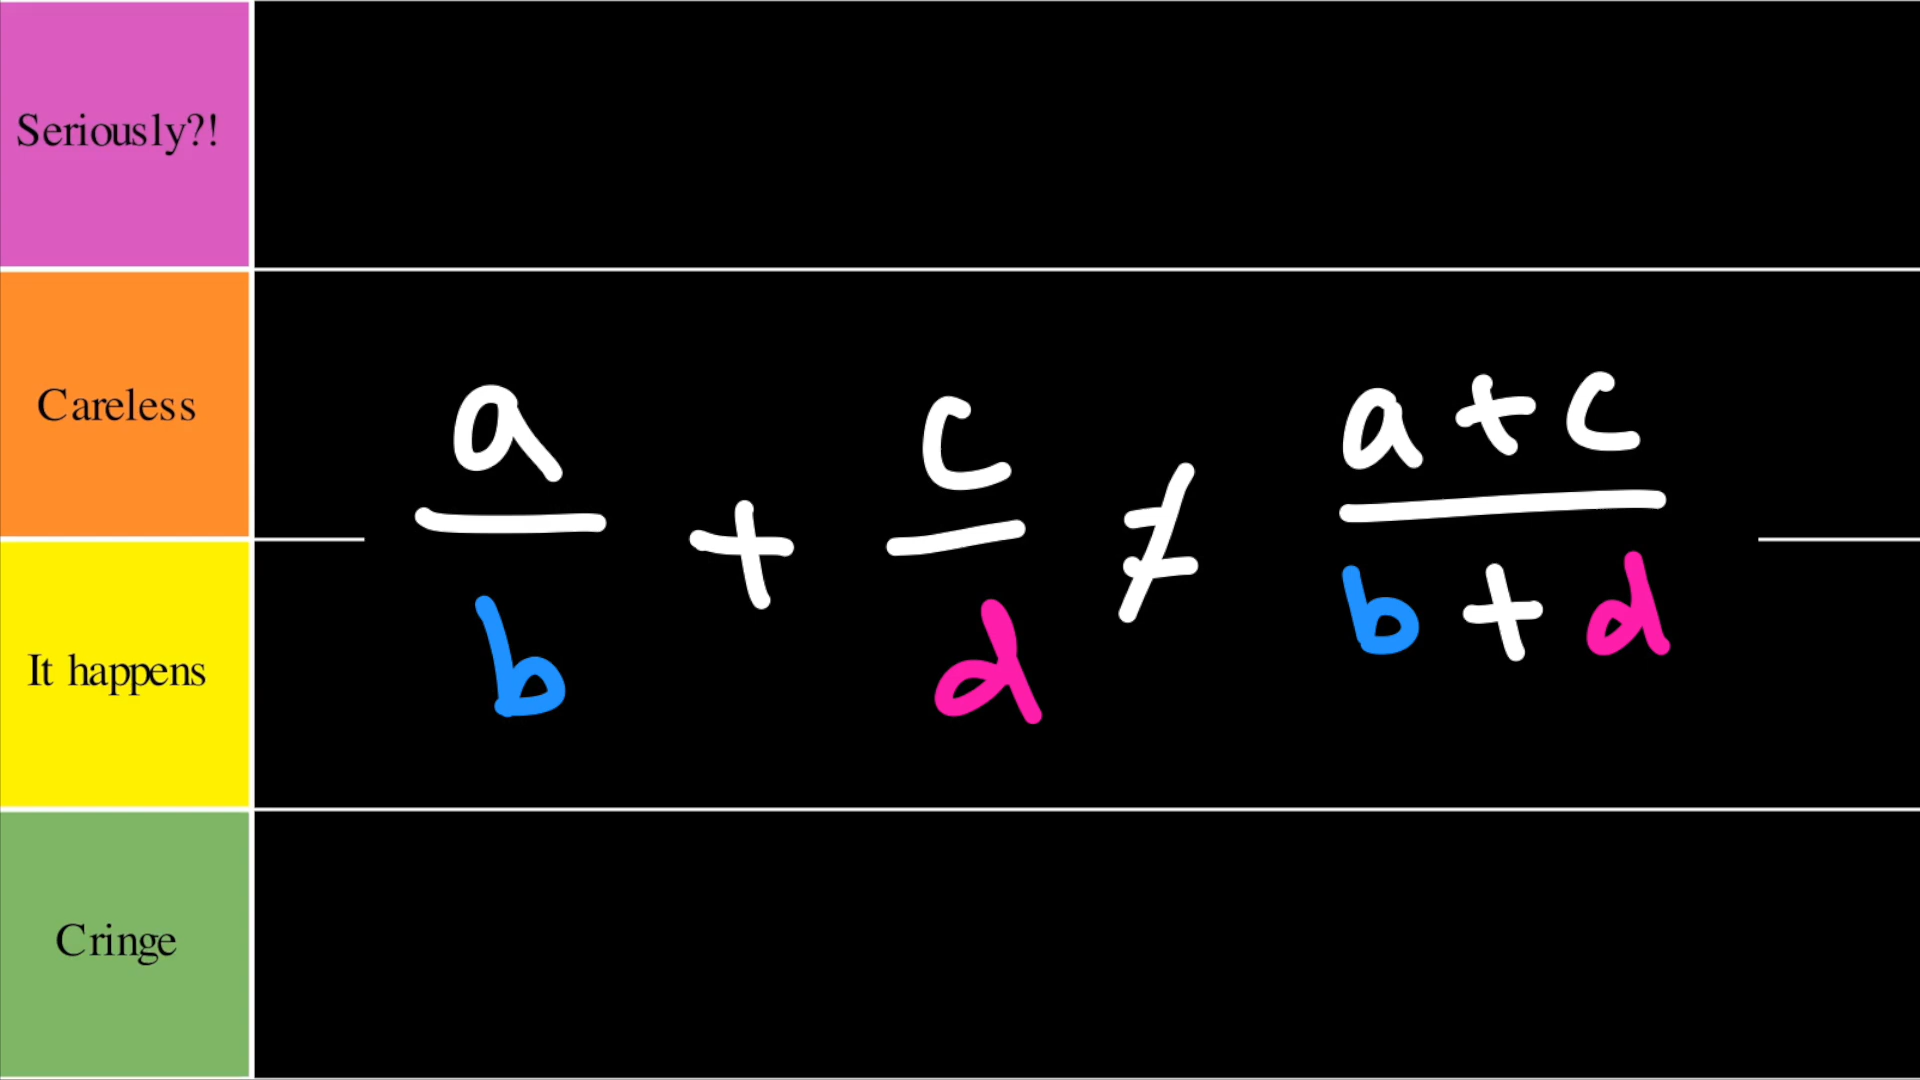 Seriously?!
Careless
It happens
Cringe
a/b + c/d ≠ (a+c)/(b+d)